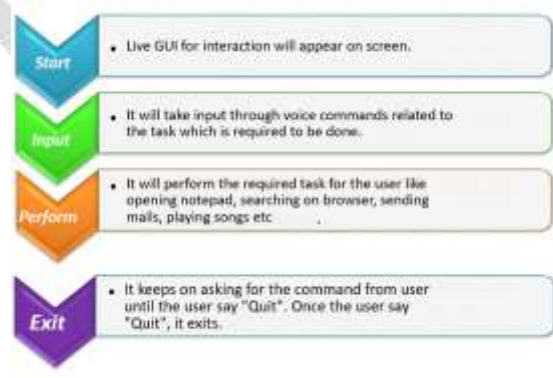 Start
• Live GUI for interaction will appear on screen.
Input
• It will take input through voice commands related to
the task which is required to be done.
Perform
• It will perform the required task for the user like
opening notepad, searching on browser, sending
mails, playing songs etc .
Exit
• It keeps on asking for the command from user
until the user say "Quit". Once the user say
"Quit", it exits.